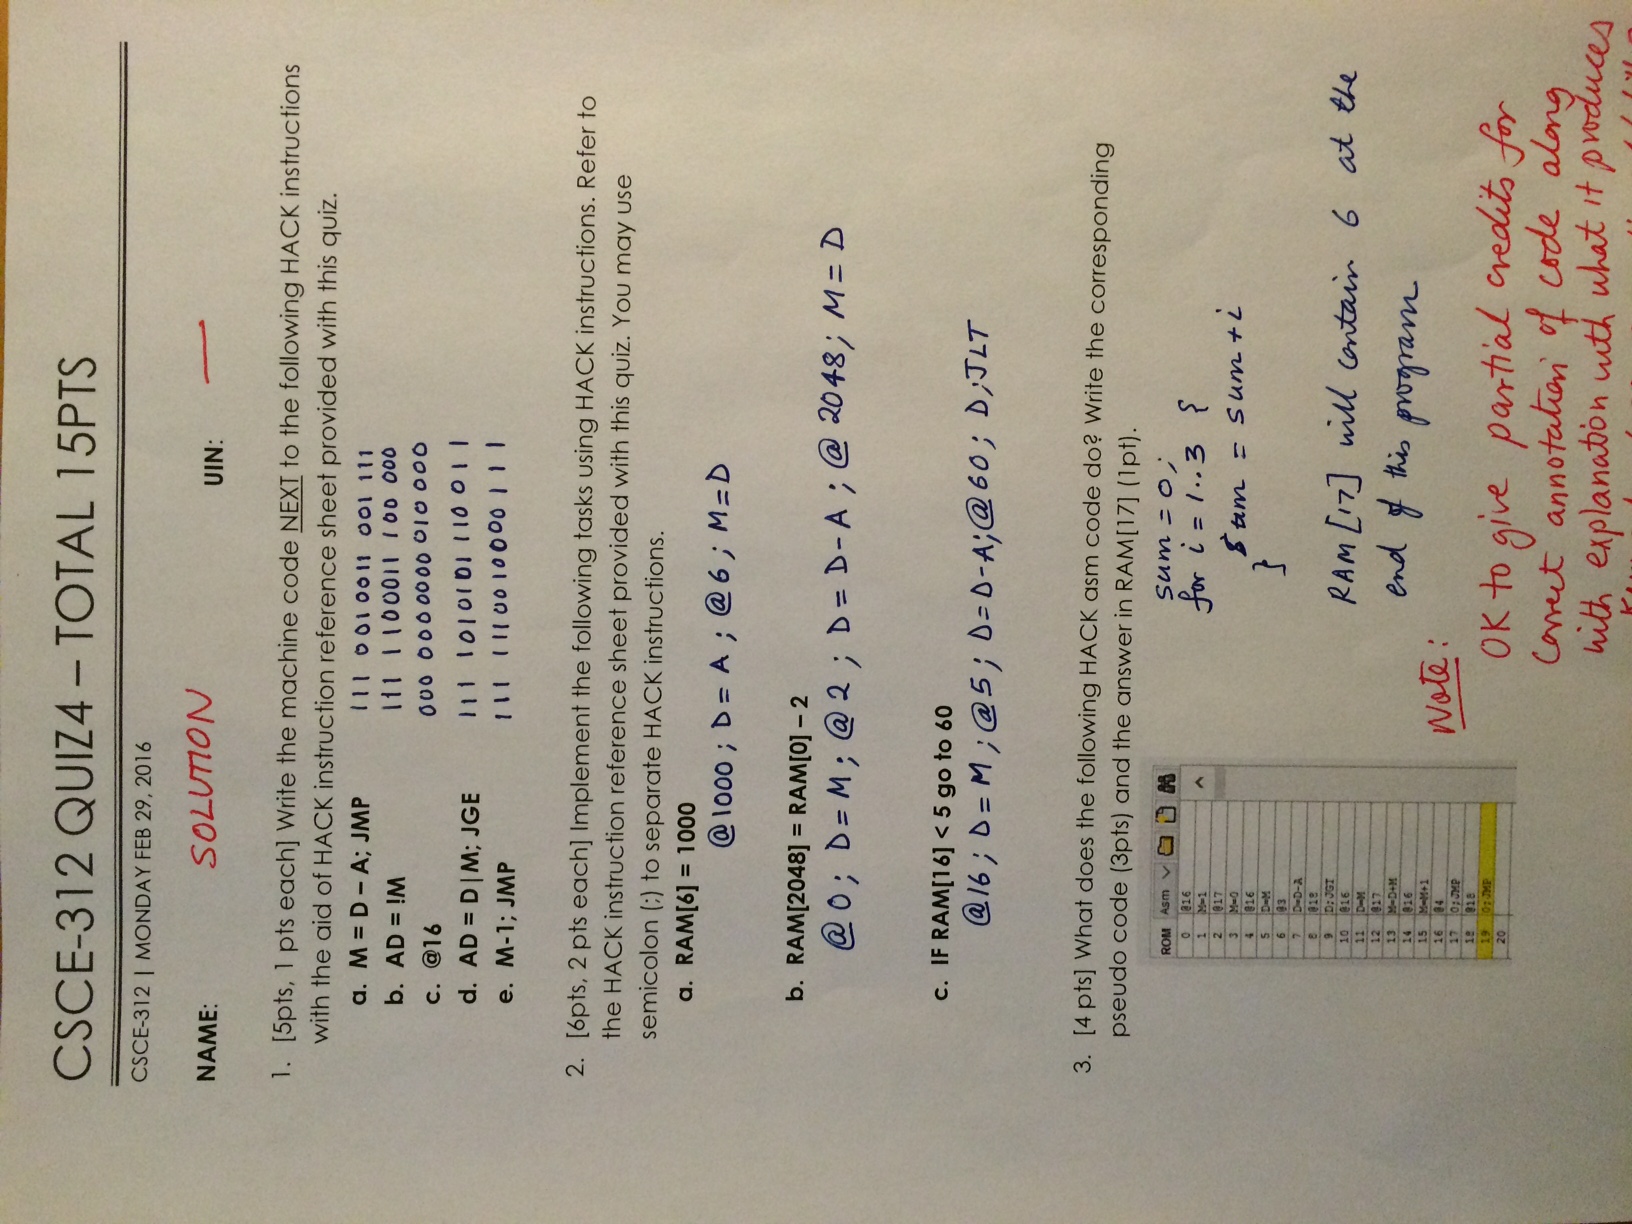 CSCE-312 QUIZ4 – TOTAL 15PTS
CSCE-312 | MONDAY FEB 29, 2016
NAME: SOLUTION UIN: —
1. [5pts, 1 pts each] Write the machine code NEXT to the following HACK instructions
with the aid of HACK instruction reference sheet provided with this quiz.
a. M = D – A; JMP 111 0010011 001 111
b. AD = !M 111 1100011 100 000
c. @16 000 0000000 010 000
d. AD = D|M; JGE 111 1010101 110 011
e. M-1; JMP 111 1110010000 111
2. [6pts, 2 pts each] Implement the following tasks using HACK instructions. Refer to
the HACK instruction reference sheet provided with this quiz. You may use
semicolon (;) to separate HACK instructions.
a. RAM[6] = 1000
@1000 ; D = A ; @6 ; M=D
b. RAM[2048] = RAM[0] – 2
@0 ; D=M ; @2 ; D = D-A ; @2048; M = D
c. IF RAM[16] < 5 go to 60
@16 ; D = M ; @5 ; D=D-A; @60 ; D;JLT
3. [4 pts] What does the following HACK asm code do? Write the corresponding
pseudo code (3pts) and the answer in RAM[17] (1pt).
ROM Asm
0 @16
1 M=1
2 @17
3 M=0
4 @16
5 D=M
6 @3
7 D=D-A
8 @18
9 D;JGT
10 @16
11 D=M
12 @17
13 M=D+M
14 @16
15 M=M+1
16 @4
17 0;JMP
18 @18
19 0;JMP
20
sum = 0;
for i = 1..3 {
sum = sum + i
}
RAM[17] will contain 6 at the
end of this program
Note:
OK to give partial credits for
correct annotation of code along
with explanation with what it produces